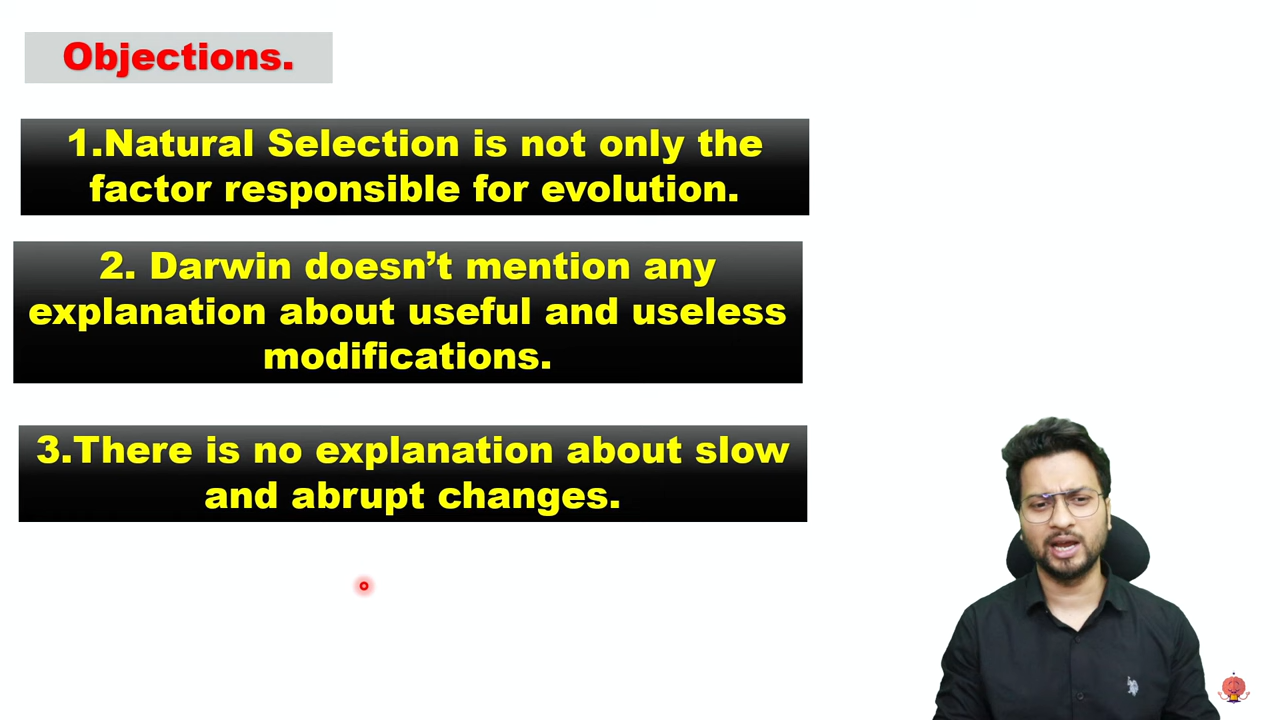 Objections.
1.Natural Selection is not only the
factor responsible for evolution.
2. Darwin doesn’t mention any
explanation about useful and useless
modifications.
3.There is no explanation about slow
and abrupt changes.